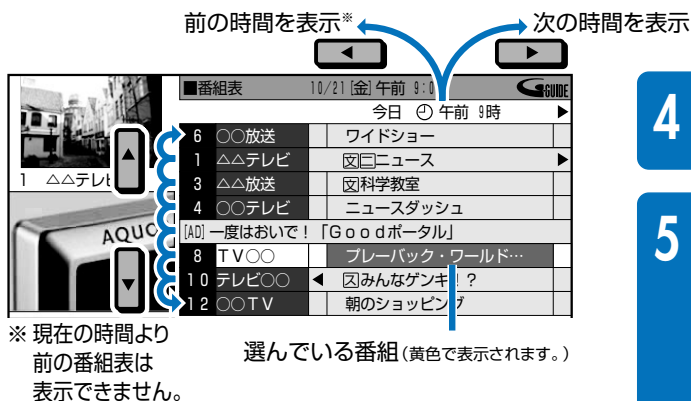 前の時間を表示※
次の時間を表示
◀ ▶
■番組表 10/21[金]午前 9:0 G-GUIDE
今日 午前 9時 ▶
6 ○○放送 ワイドショー
1 △△テレビ 文二ニュース ▶
3 △△放送 文科学教室
4 ○○テレビ ニュースダッシュ
[AD]一度はおいで！「Ｇｏｏｄポータル」
8 ＴＶ○○ プレーバック・ワールド…
10 テレビ○○ ◀ スみんなゲンキ！？
12 ○○ＴＶ 朝のショッピング
▲
1 △△テレビ
AQUO
▼
※ 現在の時間より
前の番組表は
表示できません。
選んでいる番組(黄色で表示されます。)
4
5